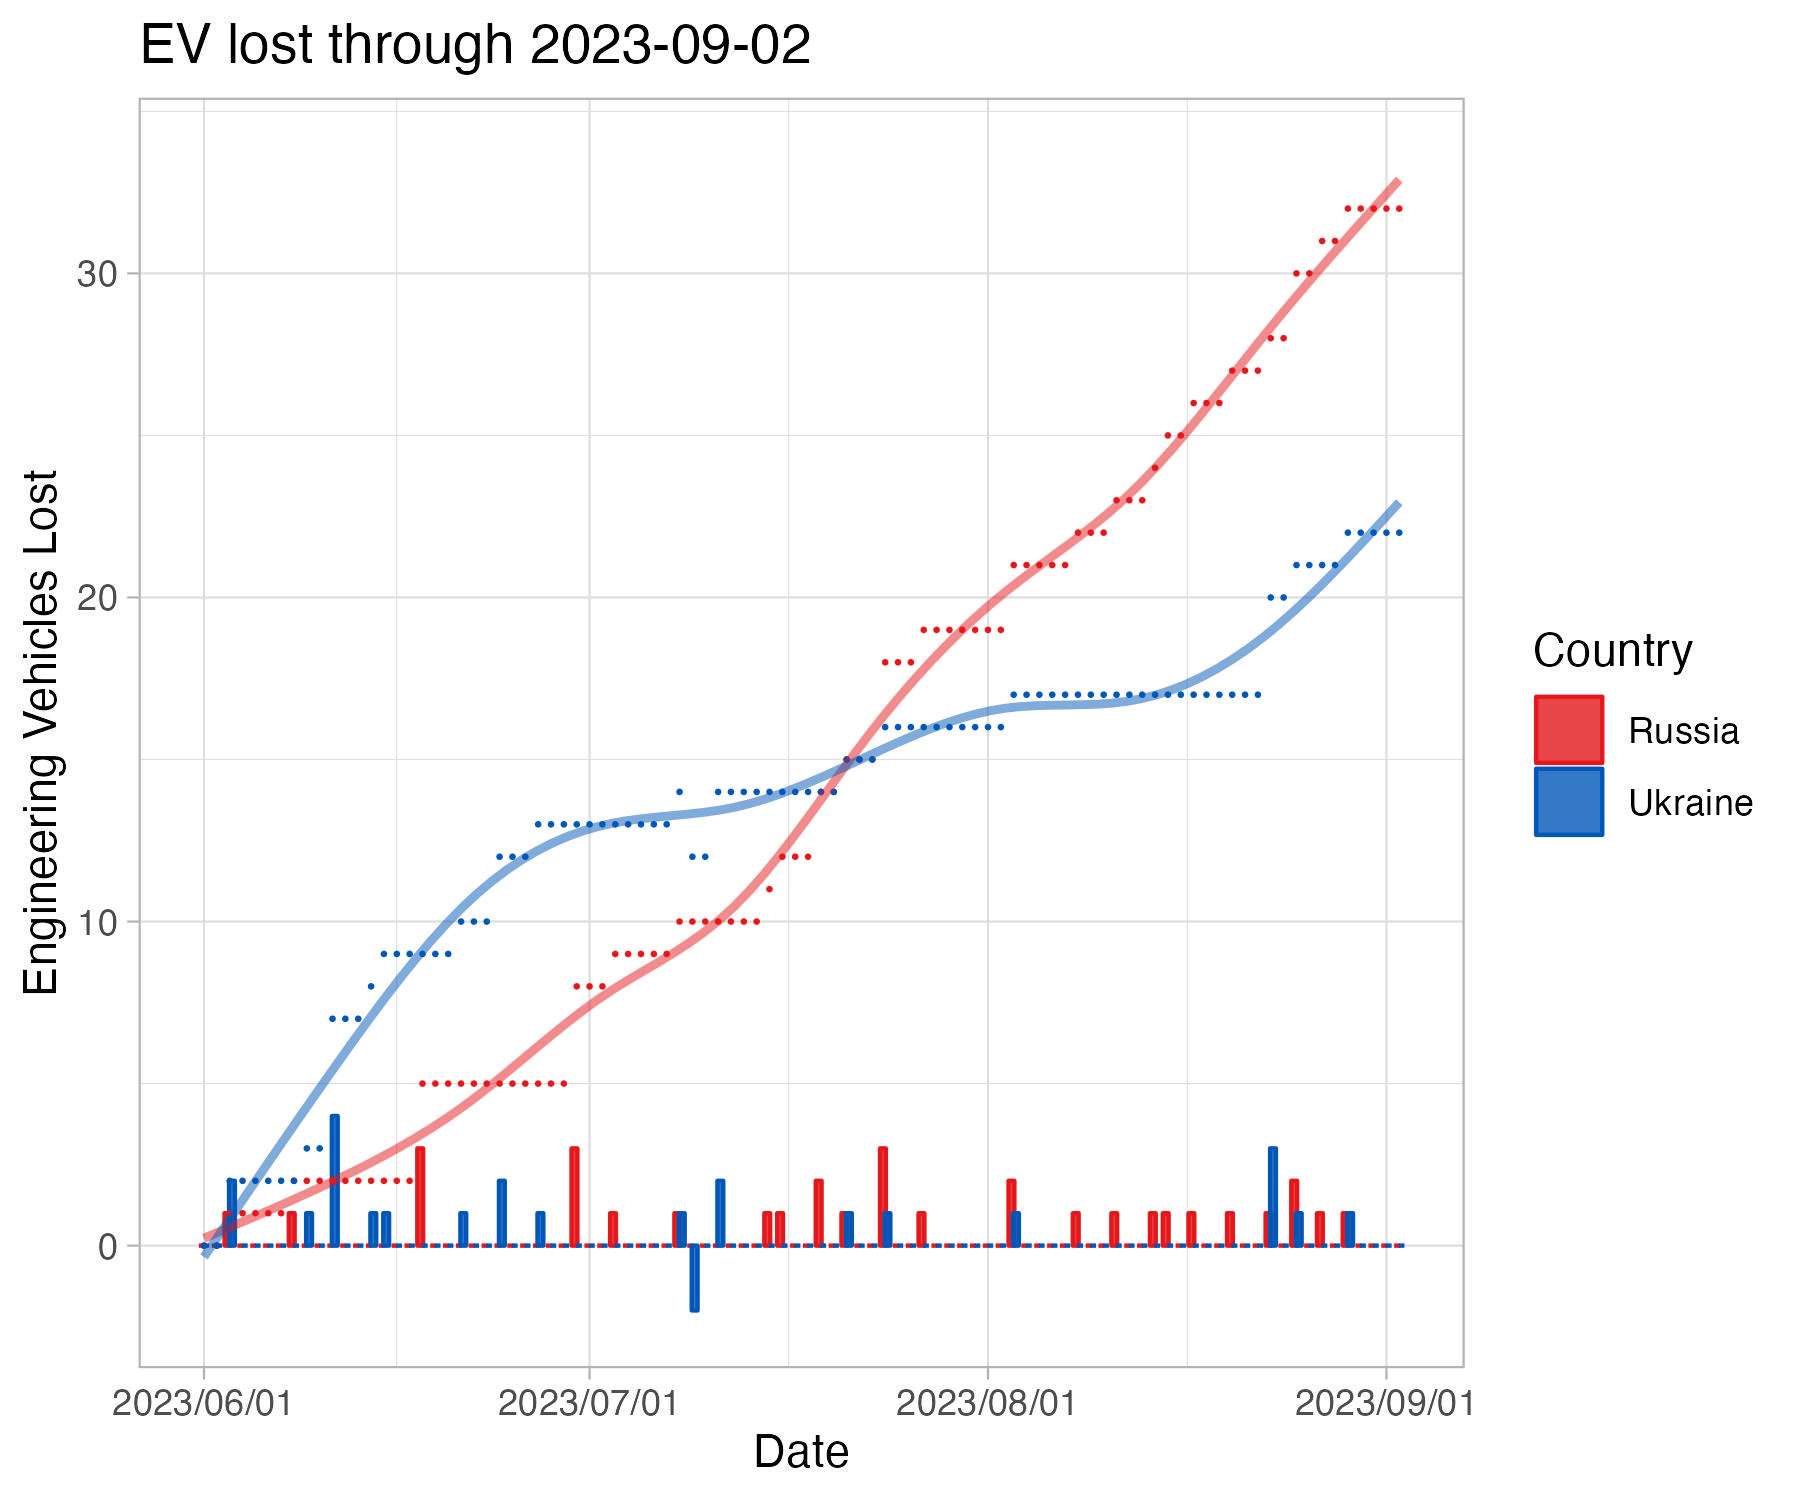 EV lost through 2023-09-02
Engineering Vehicles Lost
30
20
10
0
2023/06/01
2023/07/01
2023/08/01
2023/09/01
Date
Country
Russia
Ukraine